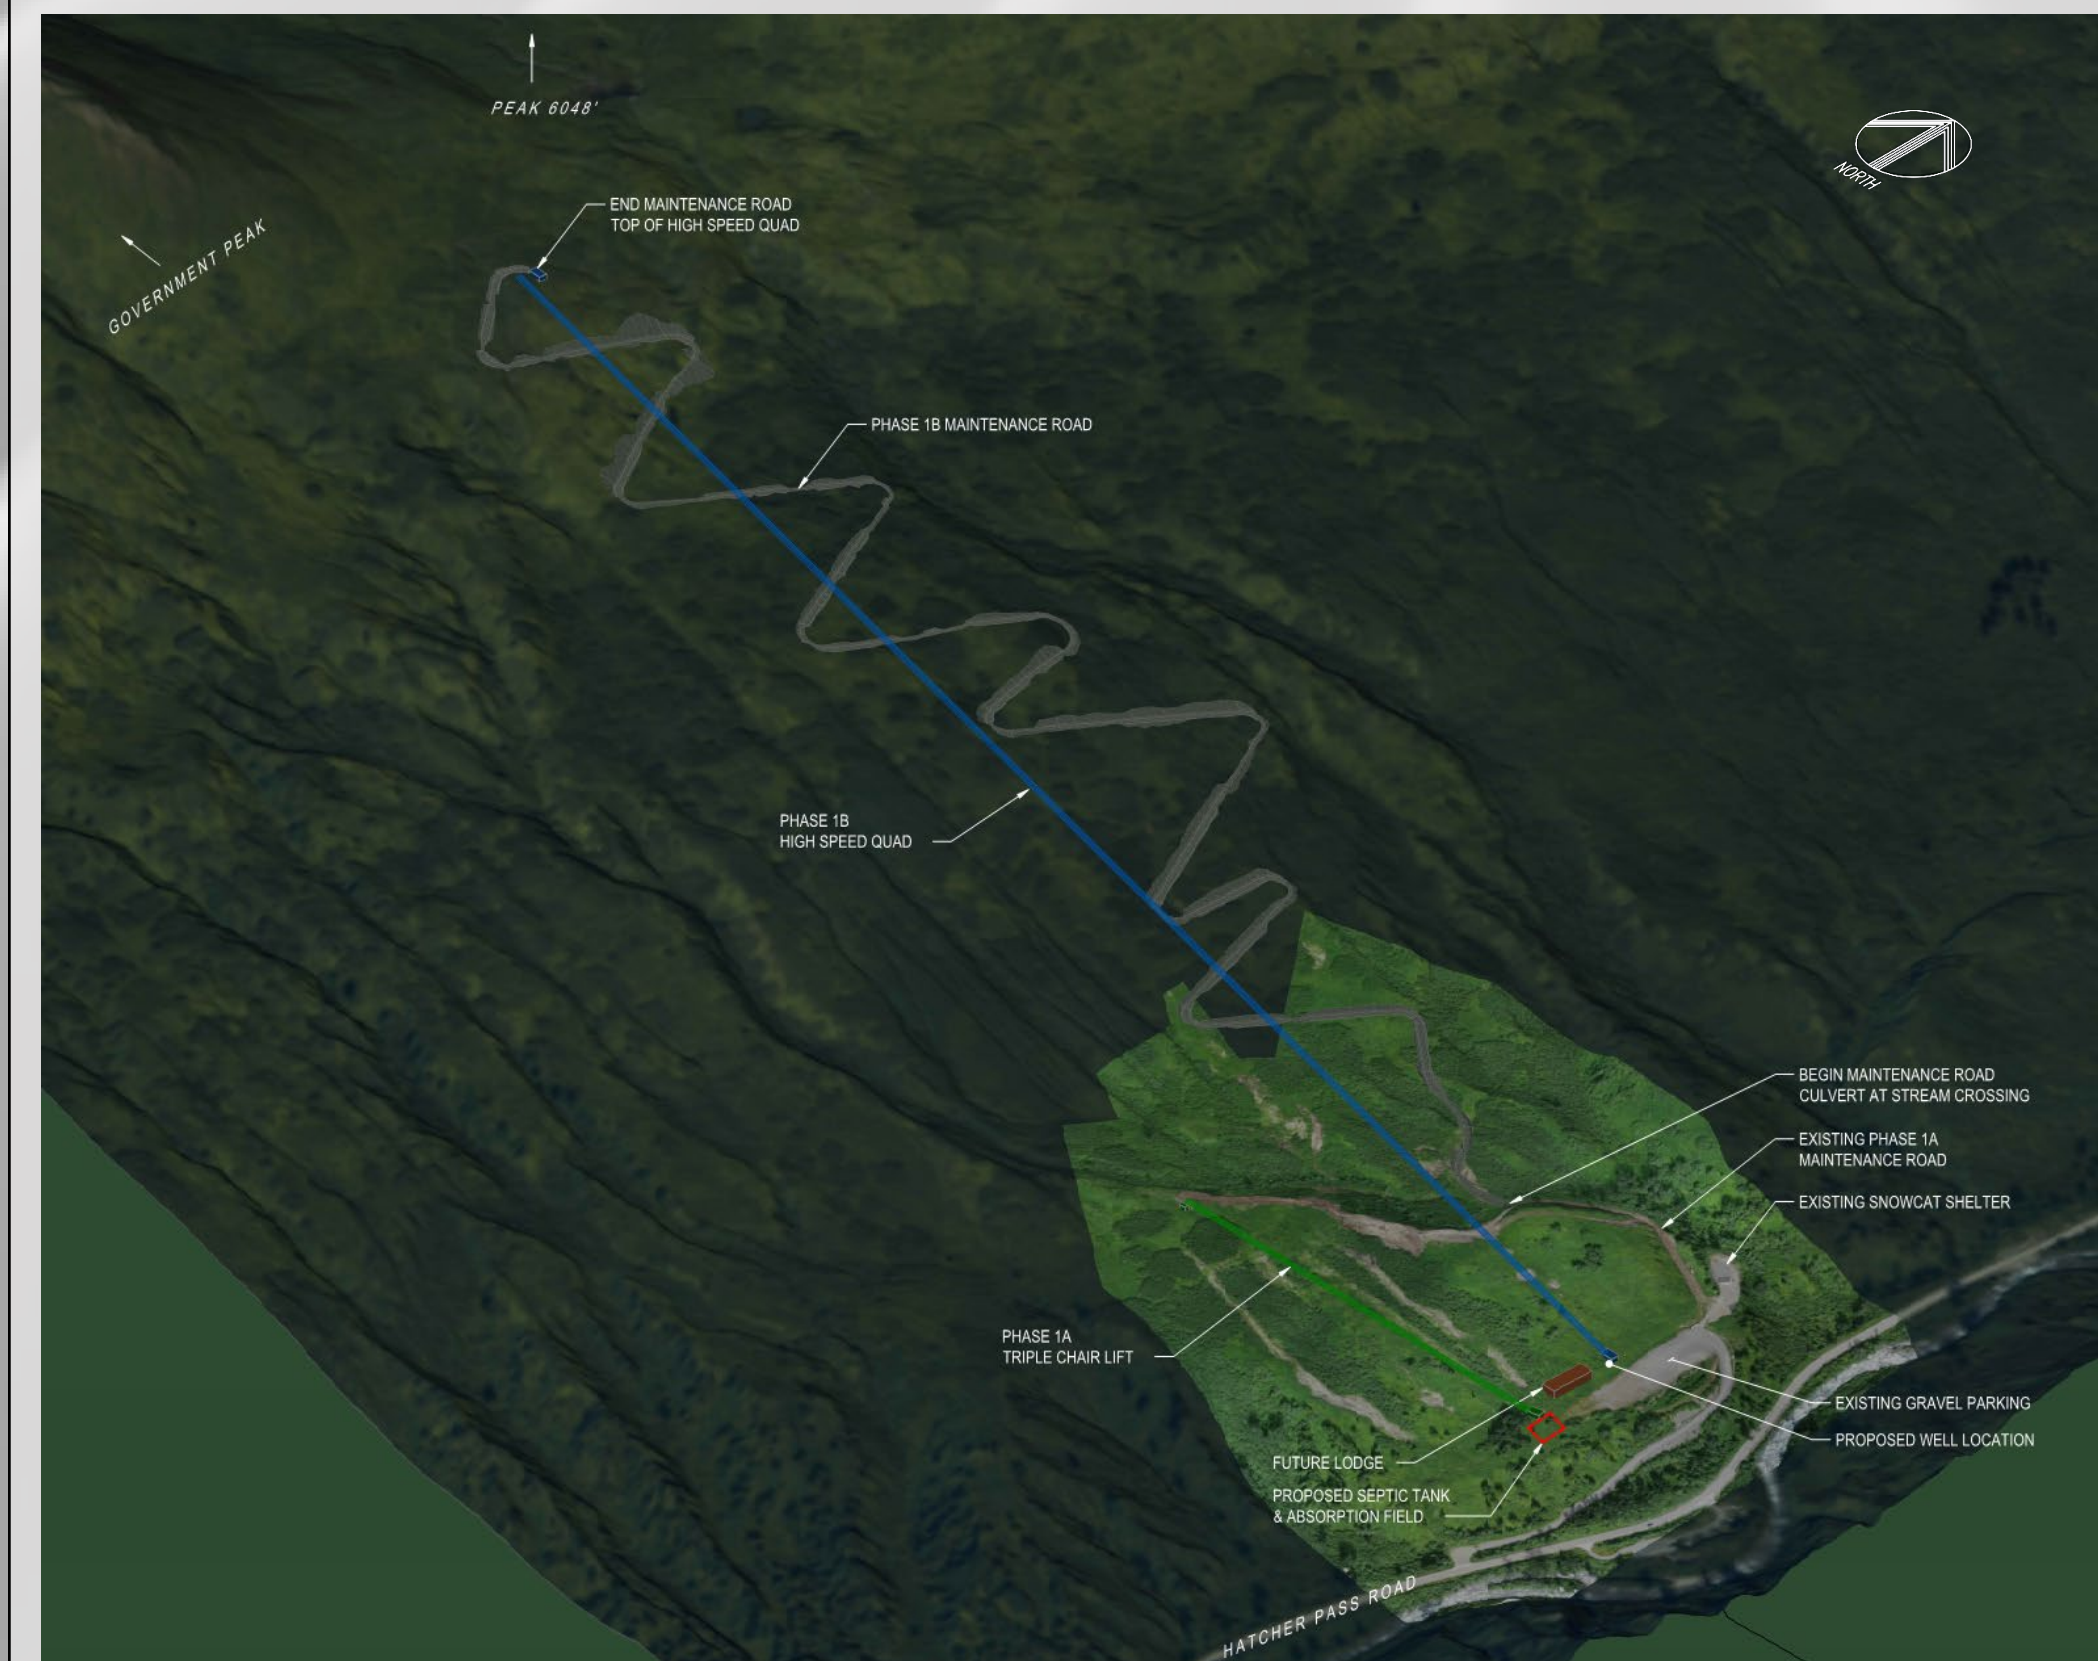 PEAK 6048'
NORTH
END MAINTENANCE ROAD
TOP OF HIGH SPEED QUAD
GOVERNMENT PEAK
PHASE 1B MAINTENANCE ROAD
PHASE 1B
HIGH SPEED QUAD
BEGIN MAINTENANCE ROAD
CULVERT AT STREAM CROSSING
EXISTING PHASE 1A
MAINTENANCE ROAD
EXISTING SNOWCAT SHELTER
PHASE 1A
TRIPLE CHAIR LIFT
EXISTING GRAVEL PARKING
PROPOSED WELL LOCATION
FUTURE LODGE
PROPOSED SEPTIC TANK
& ABSORPTION FIELD
HATCHER PASS ROAD